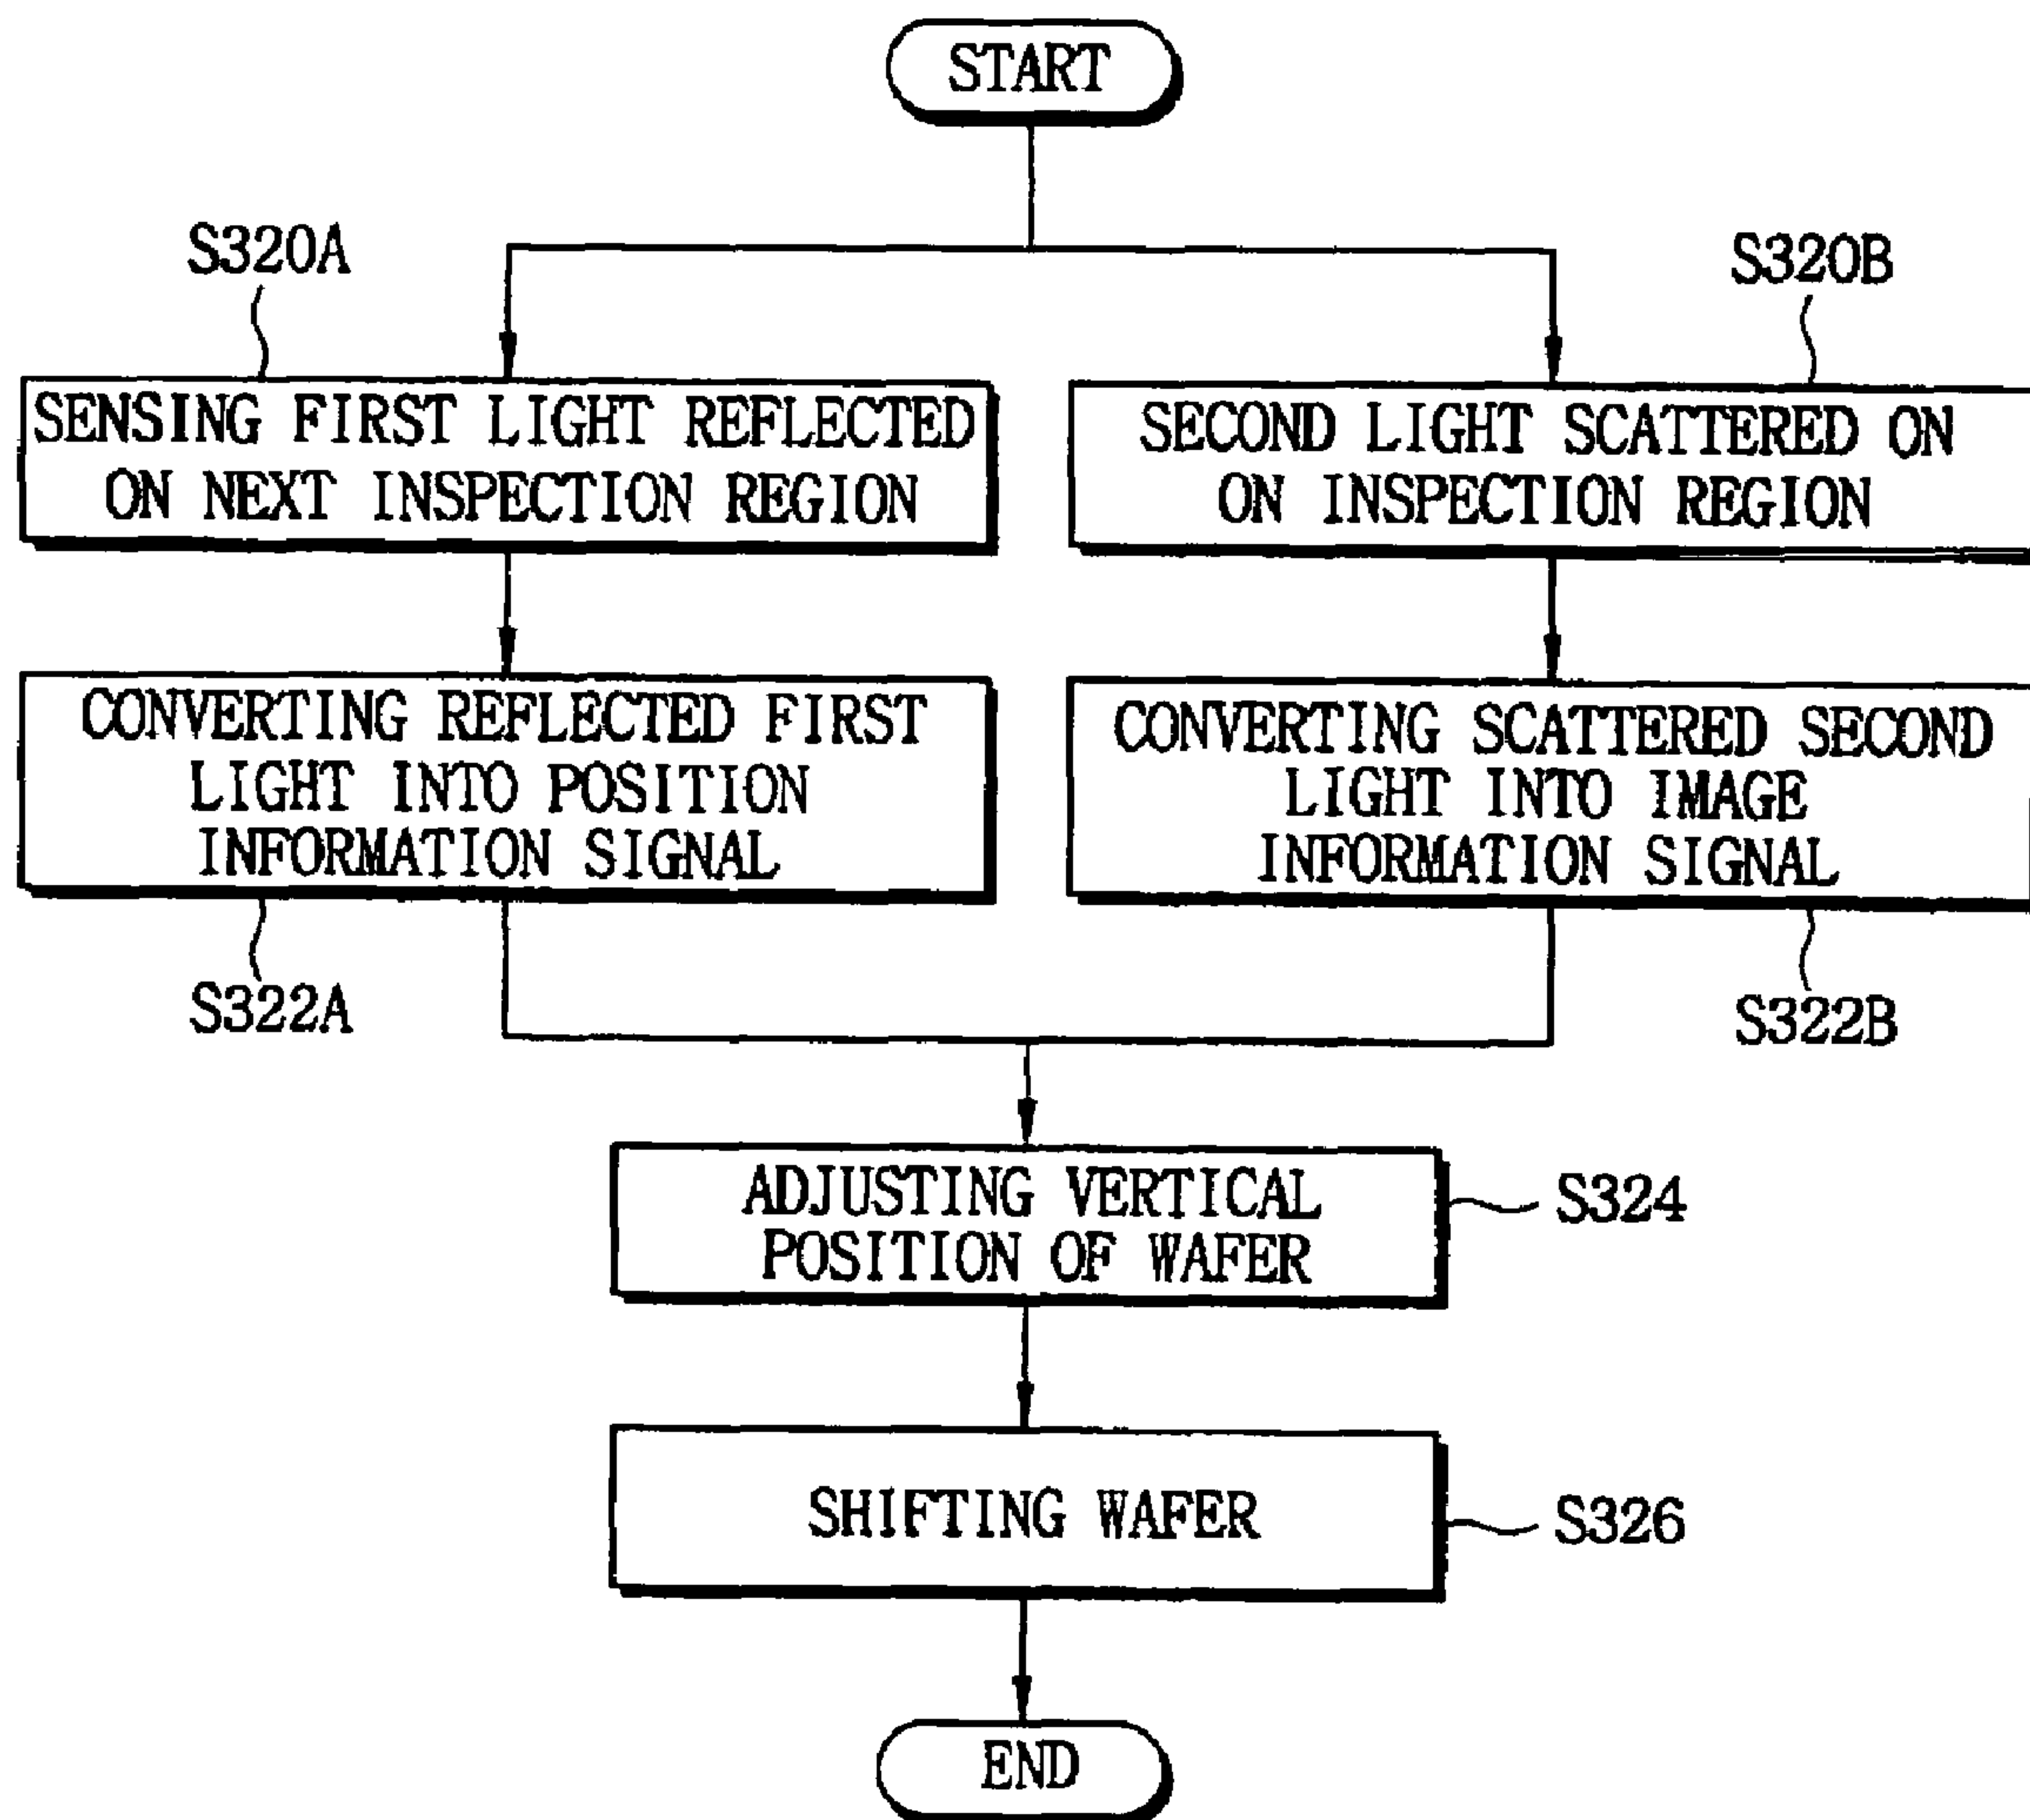 START
S320A
S320B
SENSING FIRST LIGHT REFLECTED
ON NEXT INSPECTION REGION
SECOND LIGHT SCATTERED ON
ON INSPECTION REGION
CONVERTING REFLECTED FIRST
LIGHT INTO POSITION
INFORMATION SIGNAL
CONVERTING SCATTERED SECOND
LIGHT INTO IMAGE
INFORMATION SIGNAL
S322A
S322B
ADJUSTING VERTICAL
POSITION OF WAFER
S324
SHIFTING WAFER
S326
END